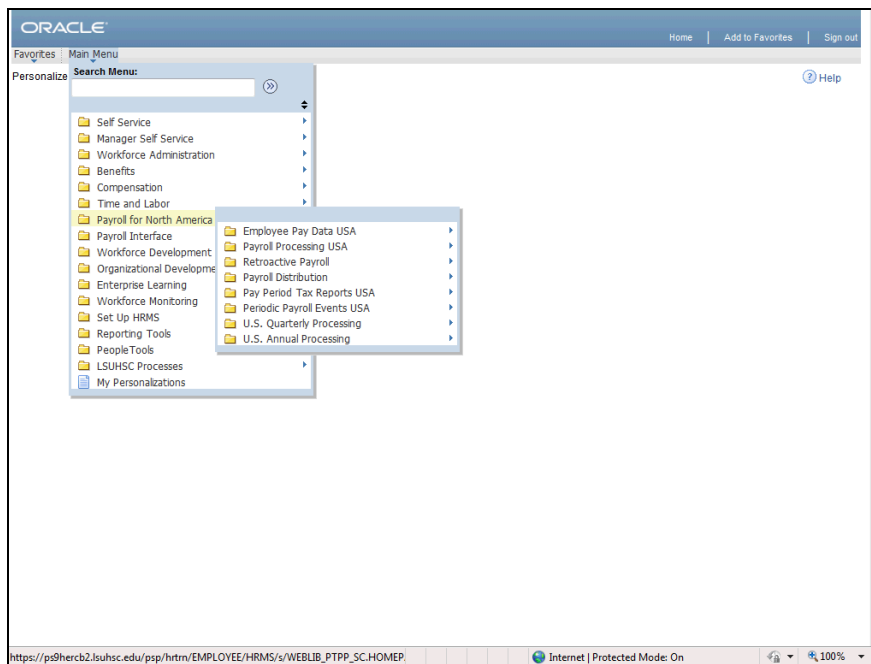 ORACLE
Home | Add to Favorites | Sign out
Favorites Main Menu
Personalize
Search Menu:
Help
Self Service
Manager Self Service
Workforce Administration
Benefits
Compensation
Time and Labor
Payroll for North America
Payroll Interface
Workforce Development
Organizational Developme
Enterprise Learning
Workforce Monitoring
Set Up HRMS
Reporting Tools
PeopleTools
LSUHSC Processes
My Personalizations
Employee Pay Data USA
Payroll Processing USA
Retroactive Payroll
Payroll Distribution
Pay Period Tax Reports USA
Periodic Payroll Events USA
U.S. Quarterly Processing
U.S. Annual Processing
https://ps9hercb2.lsuhsc.edu/psp/hrtrn/EMPLOYEE/HRMS/s/WEBLIB_PTPP_SC.HOMEP. Internet | Protected Mode: On 100%